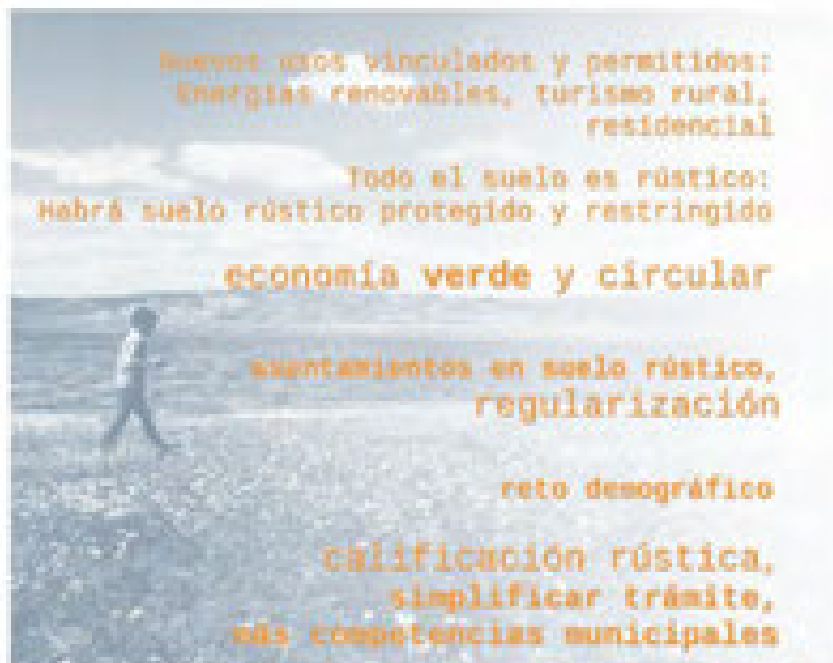 Nuevos usos vinculados y permitidos:
Energías renovables, turismo rural,
residencial
Todo el suelo es rústico:
Habrá suelo rústico protegido y restringido
economía verde y circular
asentamientos en suelo rústico,
regularización
reto demográfico
calificación rústica,
simplificar trámite,
más competencias municipales